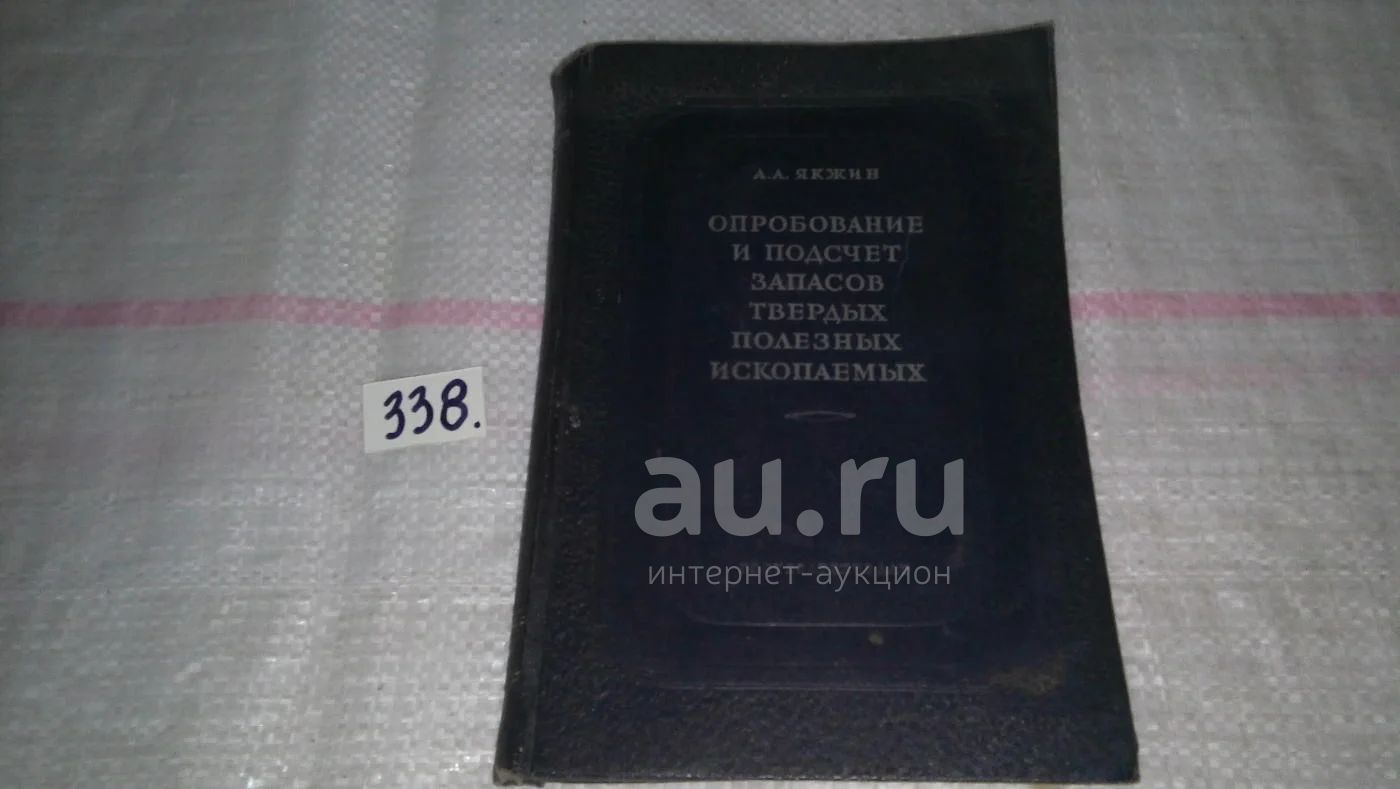 А.А. ЯКЖИН
ОПРОБОВАНИЕ
И ПОДСЧЕТ
ЗАПАСОВ
ТВЕРДЫХ
ПОЛЕЗНЫХ
ИСКОПАЕМЫХ
338.
au.ru
интернет-аукцион